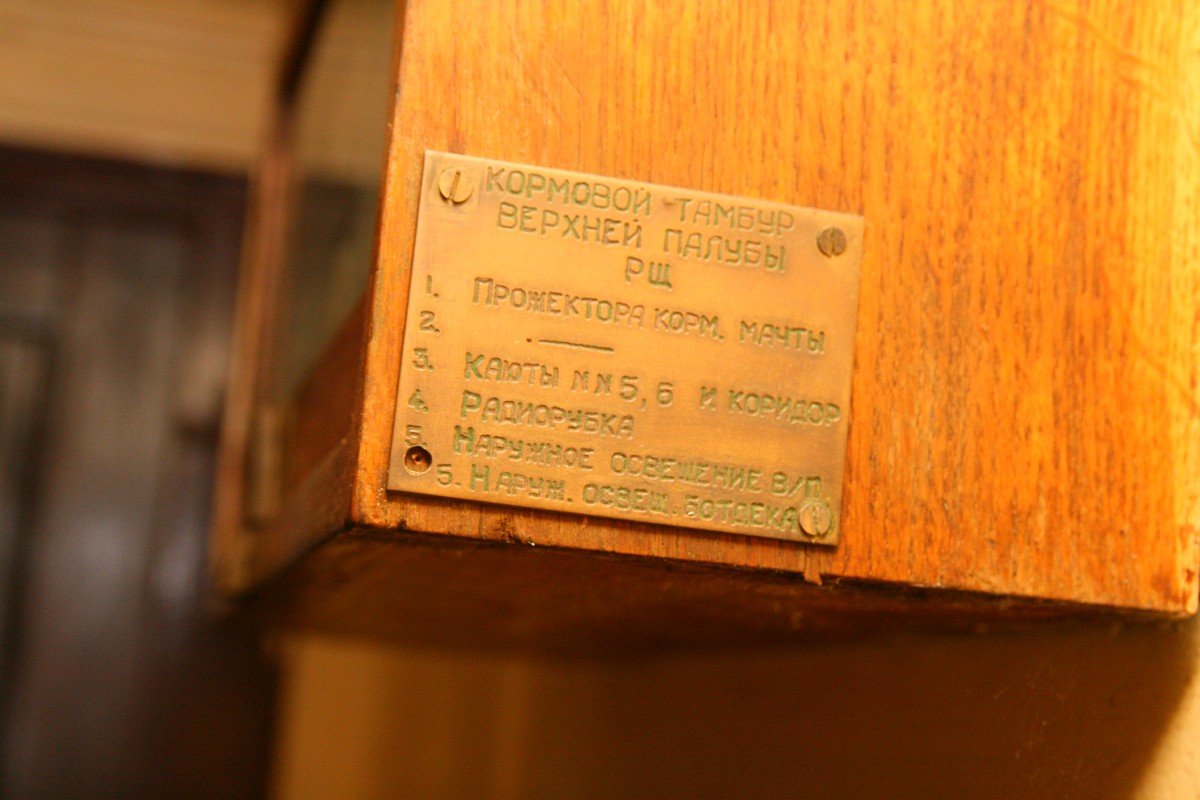 КОРМОВОЙ ТАМБУР
ВЕРХНЕЙ ПАЛУБЫ
РЩ
1. ПРОЖЕКТОРА КОРМ. МАЧТЫ
2. ———
3. КАЮТЫ NN 5, 6 И КОРИДОР
4. РАДИОРУБКА
5. НАРУЖНОЕ ОСВЕЩЕНИЕ В/П
5. НАРУЖ. ОСВЕЩ. БОТДЕКА